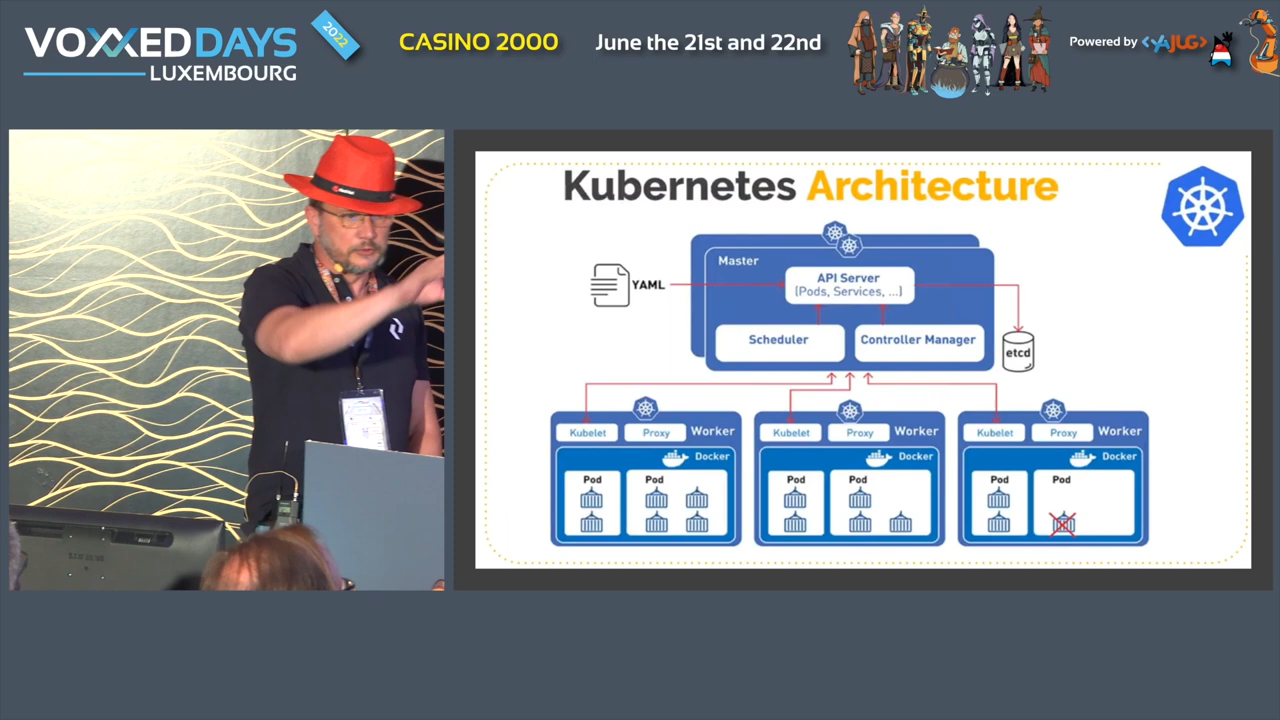 VOXXEDDAYS
LUXEMBOURG
2022
CASINO 2000
June the 21st and 22nd
Powered by <YAJUG>
Kubernetes Architecture
Master
API Server
(Pods, Services, ...)
YAML
Scheduler
Controller Manager
etcd
Kubelet
Proxy
Worker
Docker
Pod
Pod
Kubelet
Proxy
Worker
Docker
Pod
Pod
Kubelet
Proxy
Worker
Docker
Pod
Pod